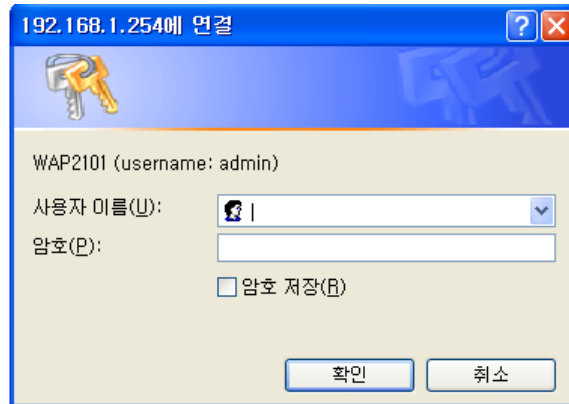 192.168.1.254에 연결
WAP2101 (username: admin)
사용자 이름(U):
암호(P):
암호 저장(R)
확인 취소